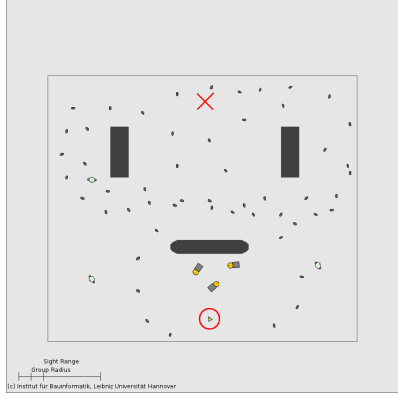 Sight Range
Group Radius
(c) Institut für Bauinformatik, Leibniz Universität Hannover